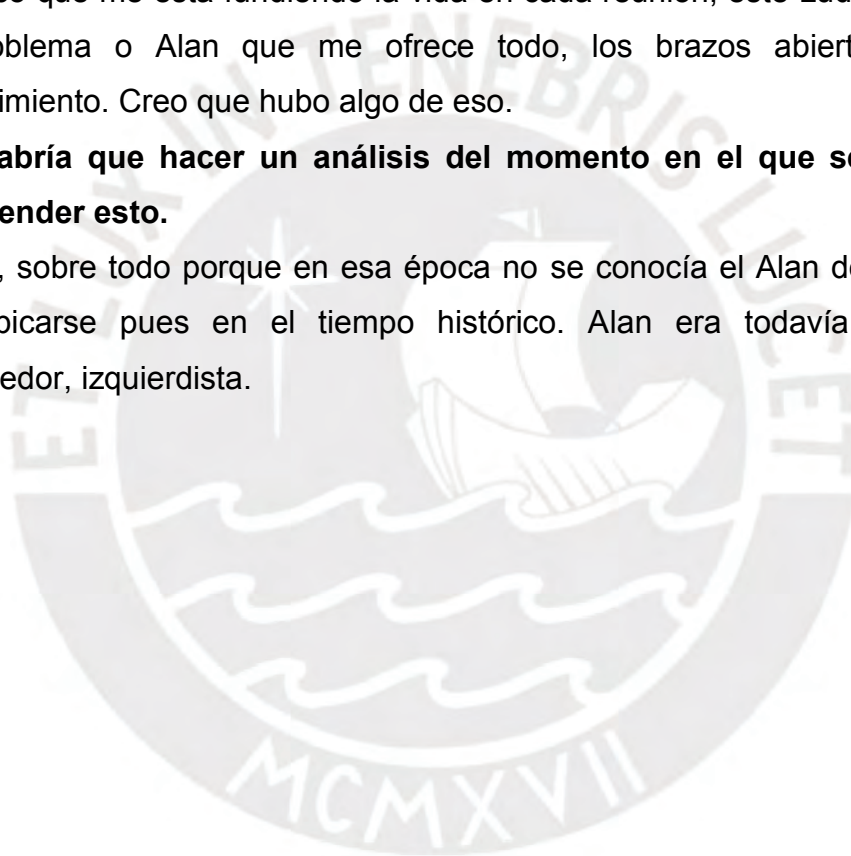 que me está fundiendo la vida en cada reunión, este
oblema o Alan que me ofrece todo, los brazos abiert
imiento. Creo que hubo algo de eso.
abría que hacer un análisis del momento en el que s
ender esto.
, sobre todo porque en esa época no se conocía el Alan d
bicarse pues en el tiempo histórico. Alan era todavía
edor, izquierdista.
ET LUX IN TENEBRIS LUCET
MCMXVII